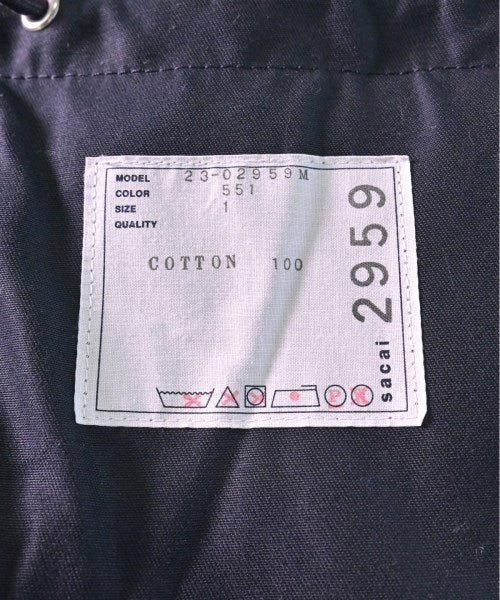 MODEL 23-02959M
COLOR 551
SIZE 1
QUALITY
COTTON 100
P
sacai 2959